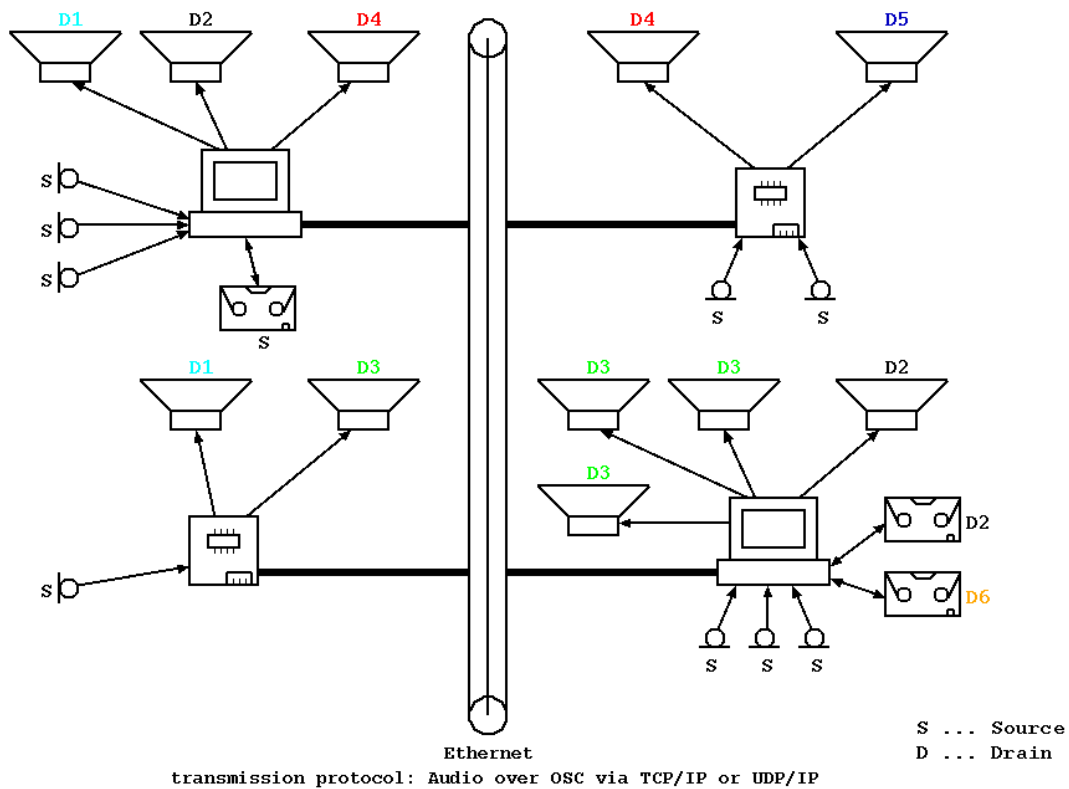 D1 D2 D4 D4 D5
S
S
S
S S
S
D1 D3 D3 D3 D2
D3
D2
S
D6
S S S
S ... Source
Ethernet D ... Drain
transmission protocol: Audio over OSC via TCP/IP or UDP/IP